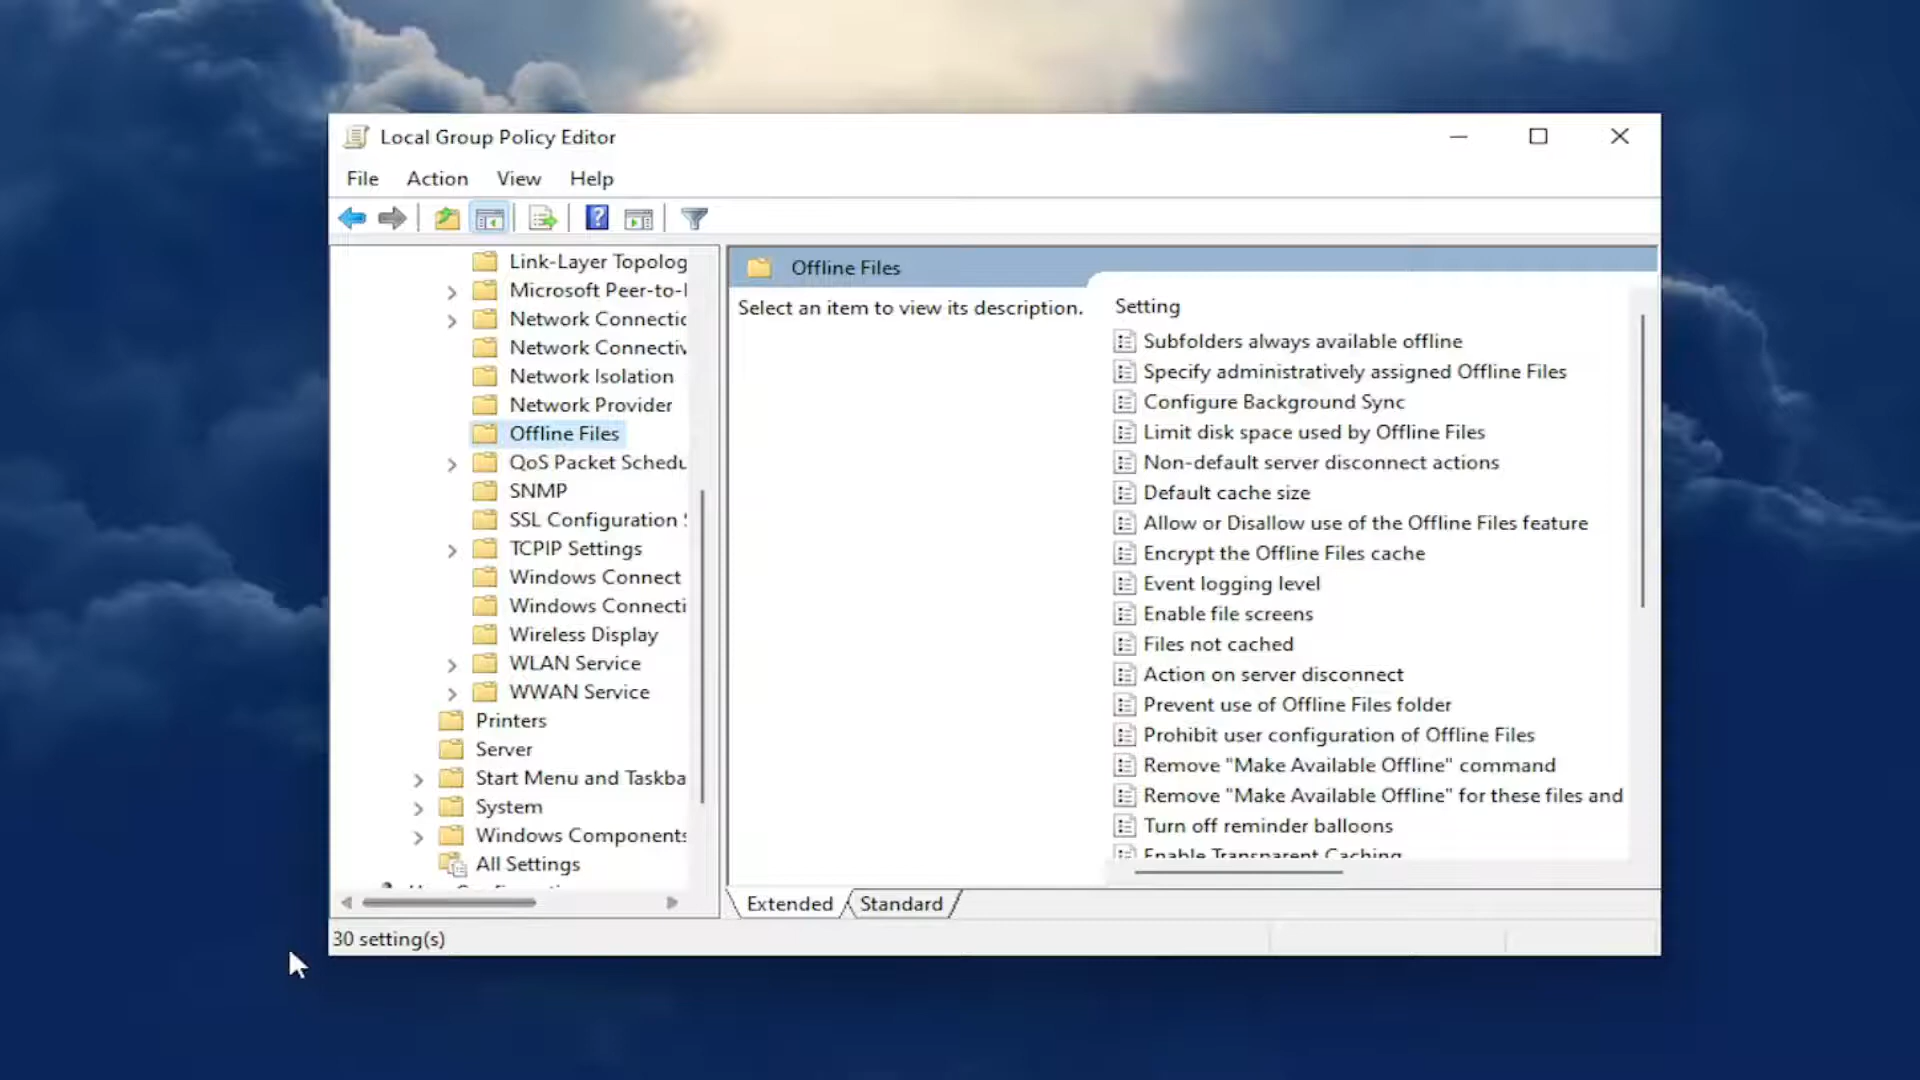 Local Group Policy Editor
File Action View Help
Link-Layer Topolog
Microsoft Peer-to-
Network Connectio
Network Connectiv
Network Isolation
Network Provider
Offline Files
QoS Packet Schedu
SNMP
SSL Configuration
TCPIP Settings
Windows Connect
Windows Connecti
Wireless Display
WLAN Service
WWAN Service
Printers
Server
Start Menu and Taskba
System
Windows Components
All Settings
Offline Files
Select an item to view its description.
Setting
Subfolders always available offline
Specify administratively assigned Offline Files
Configure Background Sync
Limit disk space used by Offline Files
Non-default server disconnect actions
Default cache size
Allow or Disallow use of the Offline Files feature
Encrypt the Offline Files cache
Event logging level
Enable file screens
Files not cached
Action on server disconnect
Prevent use of Offline Files folder
Prohibit user configuration of Offline Files
Remove "Make Available Offline" command
Remove "Make Available Offline" for these files and
Turn off reminder balloons
Enable Transparent Caching
Extended Standard
30 setting(s)